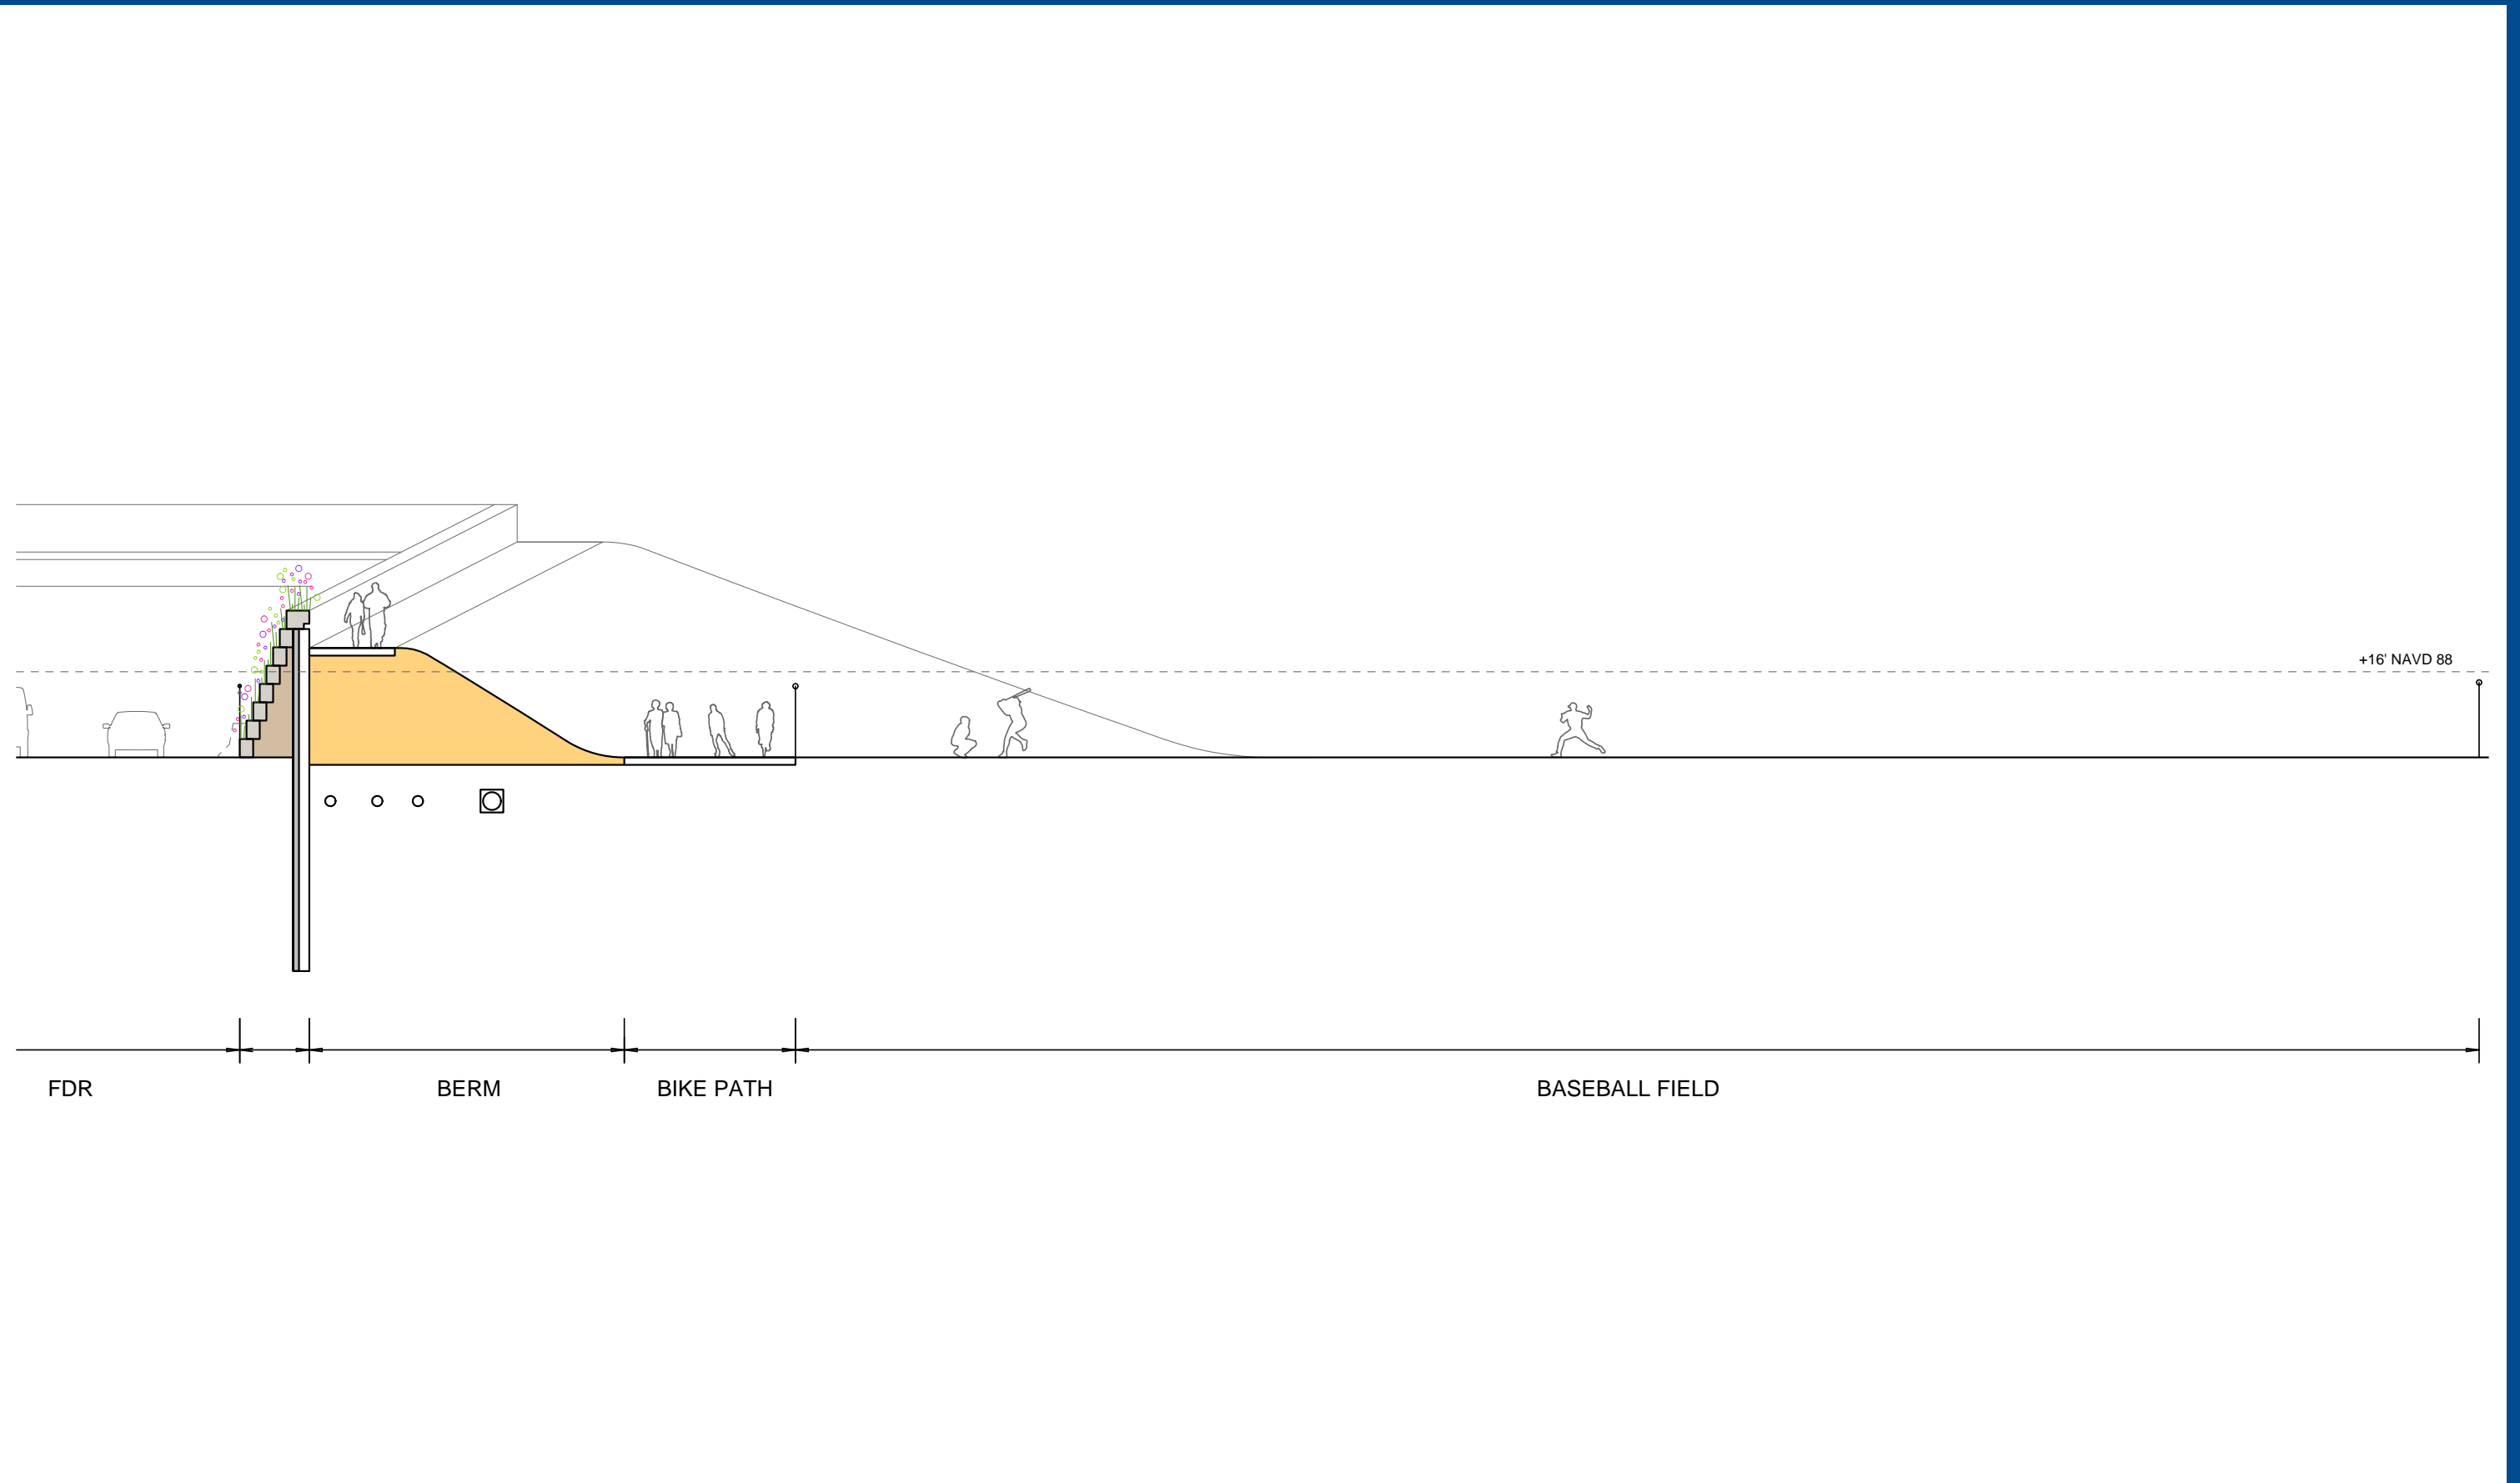 +16' NAVD 88
FDR
BERM
BIKE PATH
BASEBALL FIELD